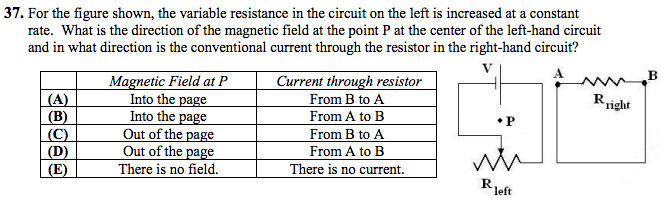 37. For the figure shown, the variable resistance in the circuit on the left is increased at a constant
rate. What is the direction of the magnetic field at the point P at the center of the left-hand circuit
and in what direction is the conventional current through the resistor in the right-hand circuit?
Magnetic Field at P Current through resistor
(A) Into the page From B to A
(B) Into the page From A to B
(C) Out of the page From B to A
(D) Out of the page From A to B
(E) There is no field. There is no current.
V
A
B
R right
P
R left